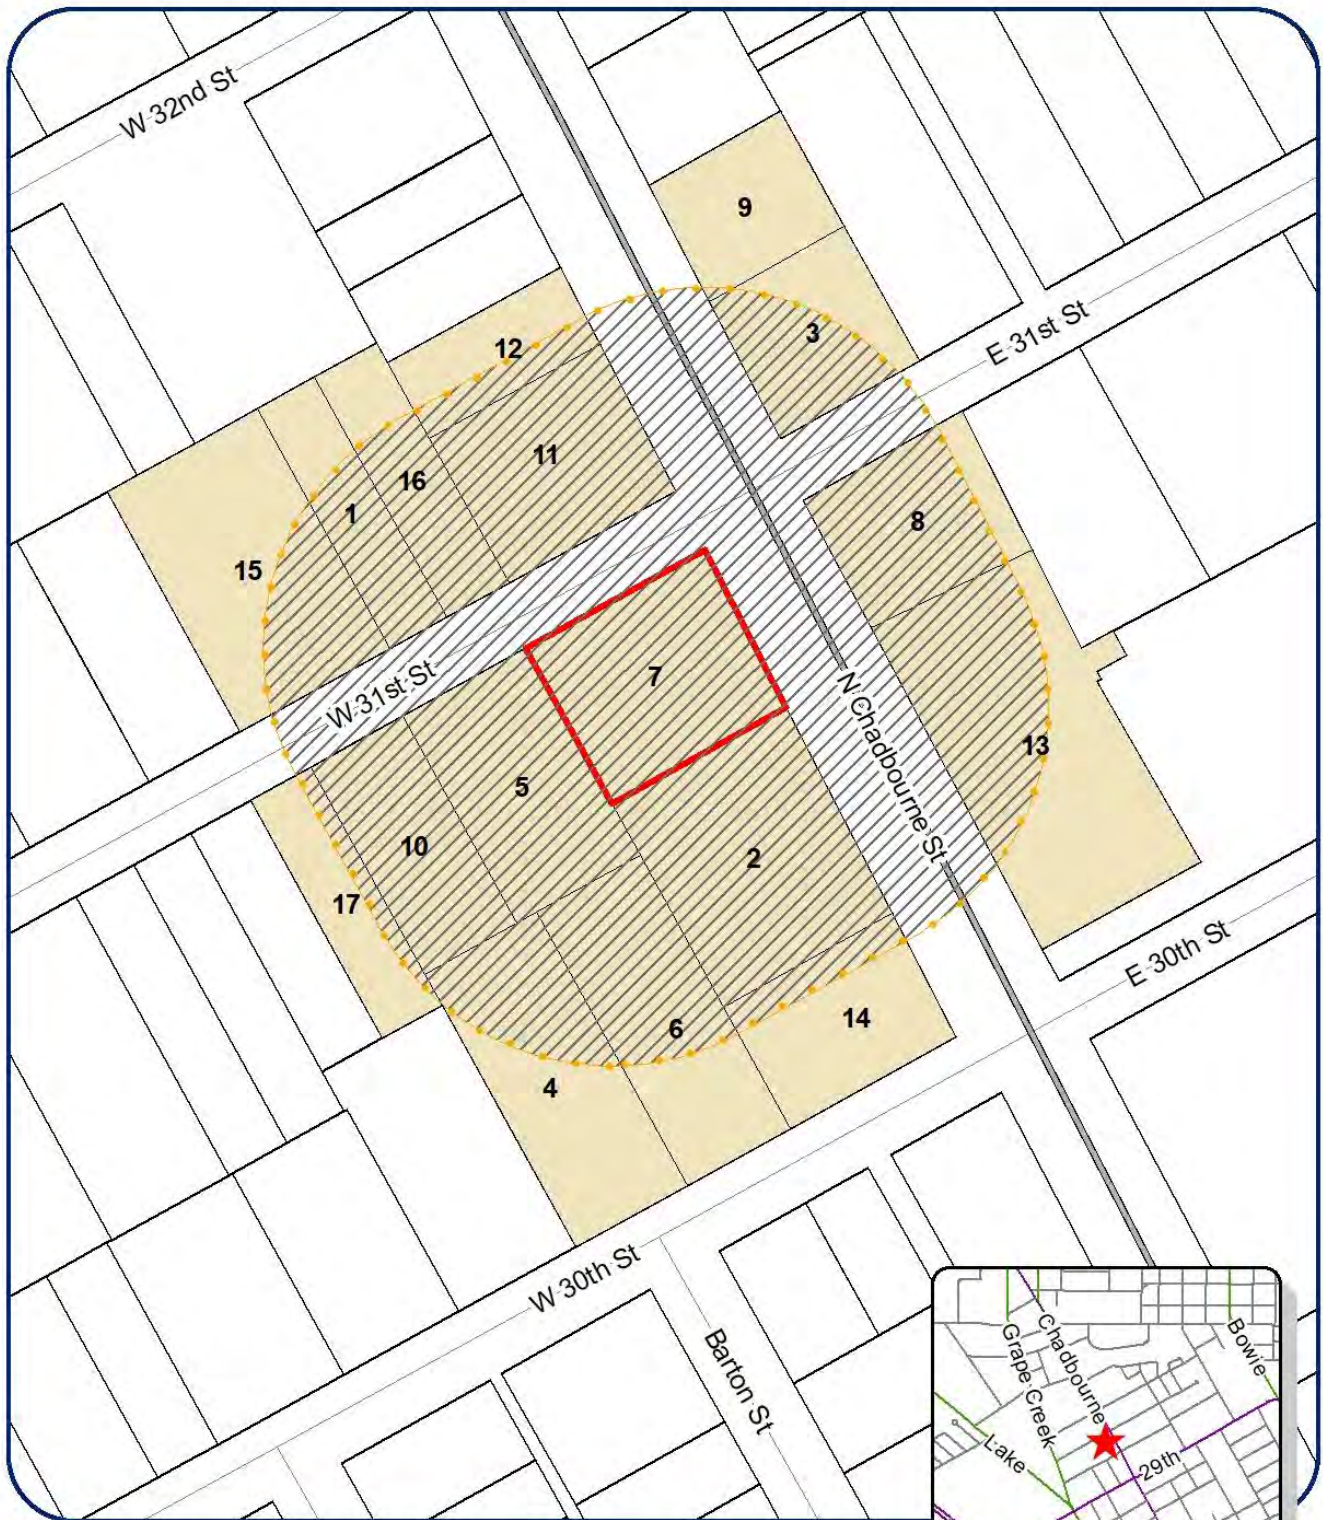 W 32nd St
9
3
E 31st St
12
11
16
1
8
15
7
W 31st St
N Chadbourne St
13
5
10
2
17
E 30th St
14
6
4
W 30th St
Barton St
Chadbourne
Grape Creek
Bowie
Lake
29th